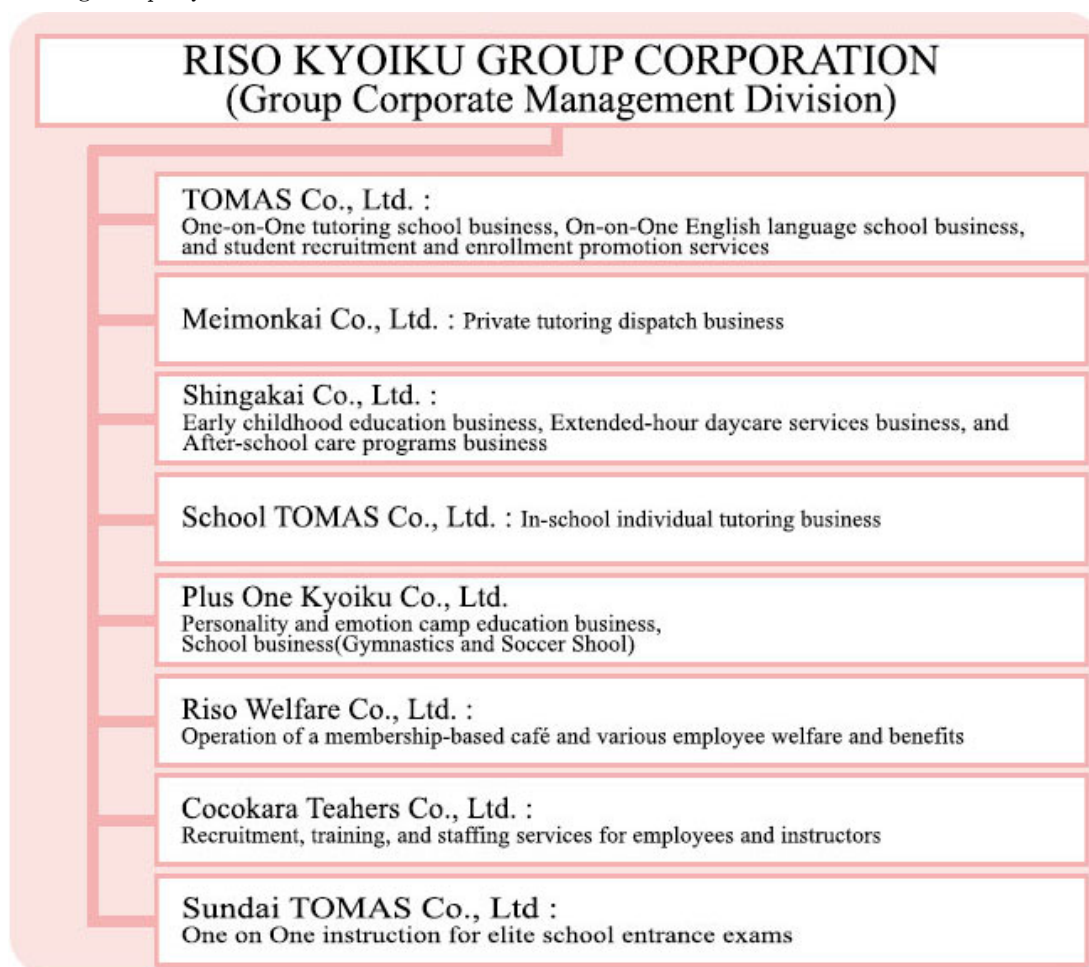 RISO KYOIKU GROUP CORPORATION
(Group Corporate Management Division)
TOMAS Co., Ltd. :
One-on-One tutoring school business, On-on-One English language school business,
and student recruitment and enrollment promotion services
Meimonkai Co., Ltd. : Private tutoring dispatch business
Shingakai Co., Ltd. :
Early childhood education business, Extended-hour daycare services business, and
After-school care programs business
School TOMAS Co., Ltd. : In-school individual tutoring business
Plus One Kyoiku Co., Ltd.
Personality and emotion camp education business,
School business(Gymnastics and Soccer Shool)
Riso Welfare Co., Ltd. :
Operation of a membership-based café and various employee welfare and benefits
Cocokara Teahers Co., Ltd. :
Recruitment, training, and staffing services for employees and instructors
Sundai TOMAS Co., Ltd :
One on One instruction for elite school entrance exams